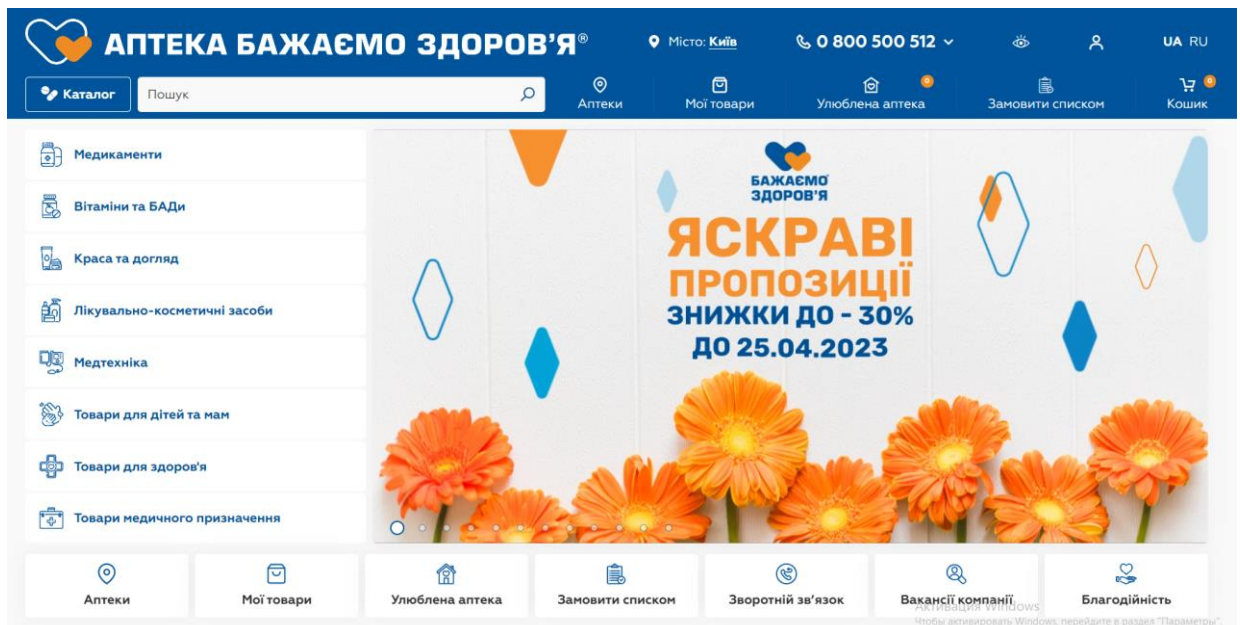 АПТЕКА БАЖАЄМО ЗДОРОВ'Я®
Місто: Київ
0 800 500 512
UA RU
Каталог
Пошук
Аптеки
Мої товари
0
Улюблена аптека
Замовити списком
0
Кошик
Медикаменти
Вітаміни та БАДи
Краса та догляд
Лікувально-косметичні засоби
Медтехніка
Товари для дітей та мам
Товари для здоров'я
Товари медичного призначення
БАЖАЄМО
ЗДОРОВ'Я
ЯСКРАВІ
ПРОПОЗИЦІЇ
ЗНИЖКИ ДО - 30%
ДО 25.04.2023
Аптеки
Мої товари
Улюблена аптека
Замовити списком
Зворотній зв'язок
Вакансії компанії
Благодійність
Активация Windows
Чтобы активировать Windows, перейдите в раздел "Параметры".